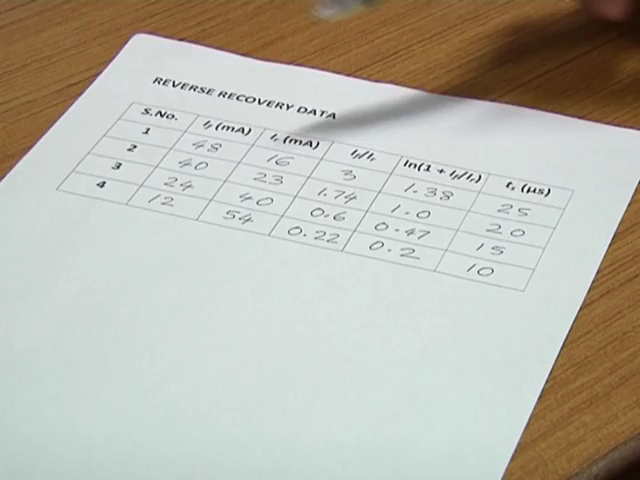 REVERSE RECOVERY DATA
S.No. If (mA) Ir (mA) If/Ir ln(1 + If/Ir) tr (μs)
1 48 16 3 1.38 25
2 40 23 1.74 1.0 20
3 24 40 0.6 0.47 15
4 12 54 0.22 0.2 10